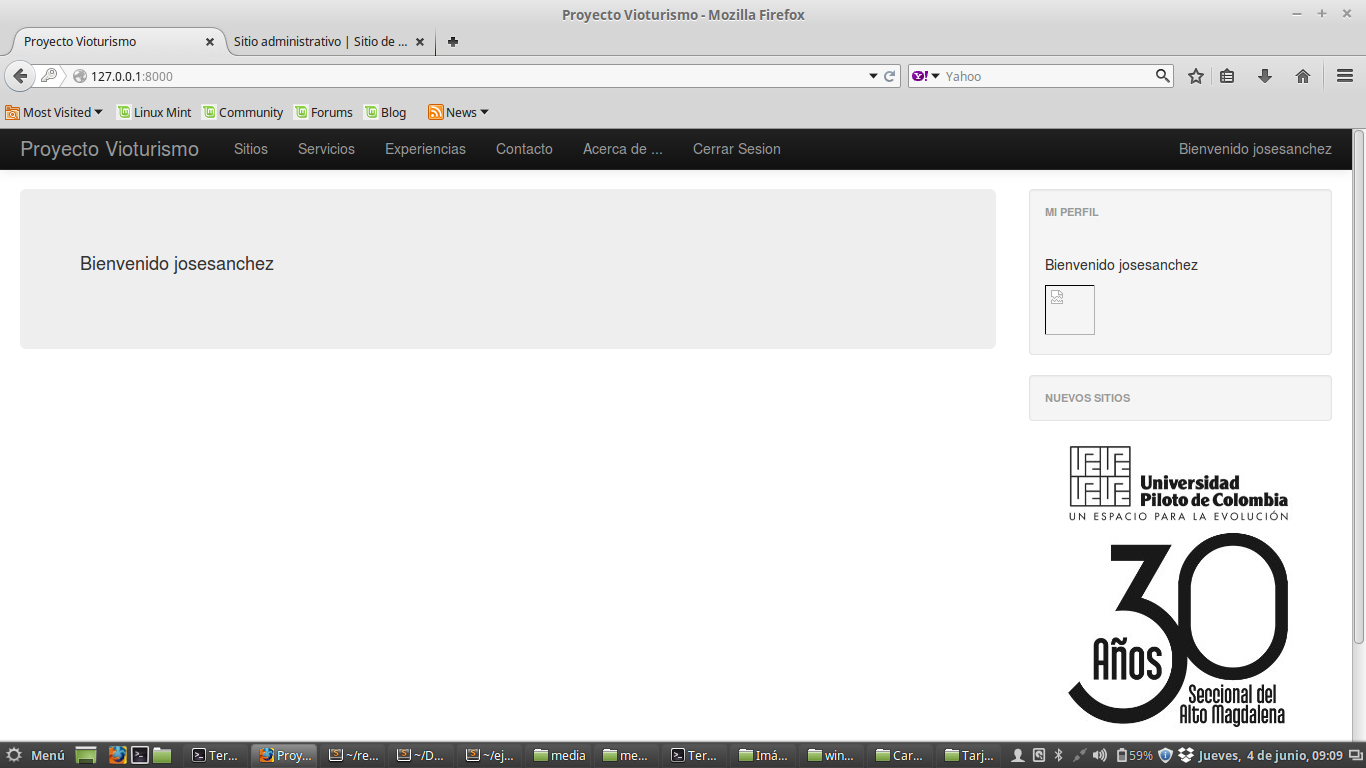 Proyecto Vioturismo - Mozilla Firefox
Proyecto Vioturismo
Sitio administrativo | Sitio de ...
127.0.0.1:8000
Yahoo
Most Visited
Linux Mint
Community
Forums
Blog
News
Proyecto Vioturismo
Sitios
Servicios
Experiencias
Contacto
Acerca de ...
Cerrar Sesion
Bienvenido josesanchez
Bienvenido josesanchez
MI PERFIL
Bienvenido josesanchez
NUEVOS SITIOS
Universidad
Piloto de Colombia
UN ESPACIO PARA LA EVOLUCIÓN
30
Años
Seccional del
Alto Magdalena
Menú
Ter...
Proy...
~/re...
~/D...
~/ej...
media
me...
Ter...
Imá...
win...
Car...
Tarj...
59%
Jueves, 4 de junio, 09:09